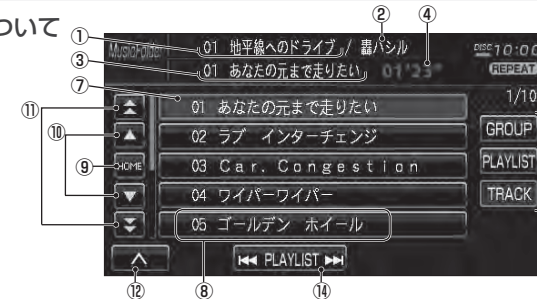 ついて
① ② ④
MusicFolder 01 地平線へのドライブ / 轟バシル DISC 10:00
③ 01 あなたの元まで走りたい 01'23" REPEAT
⑦ 01 あなたの元まで走りたい 1/10
⑪ 02 ラブ インターチェンジ GROUP
⑩
⑨ HOME 03 Car. Congestion PLAYLIST
04 ワイパーワイパー TRACK
05 ゴールデン ホイール
PLAYLIST
⑫ ⑧ ⑭